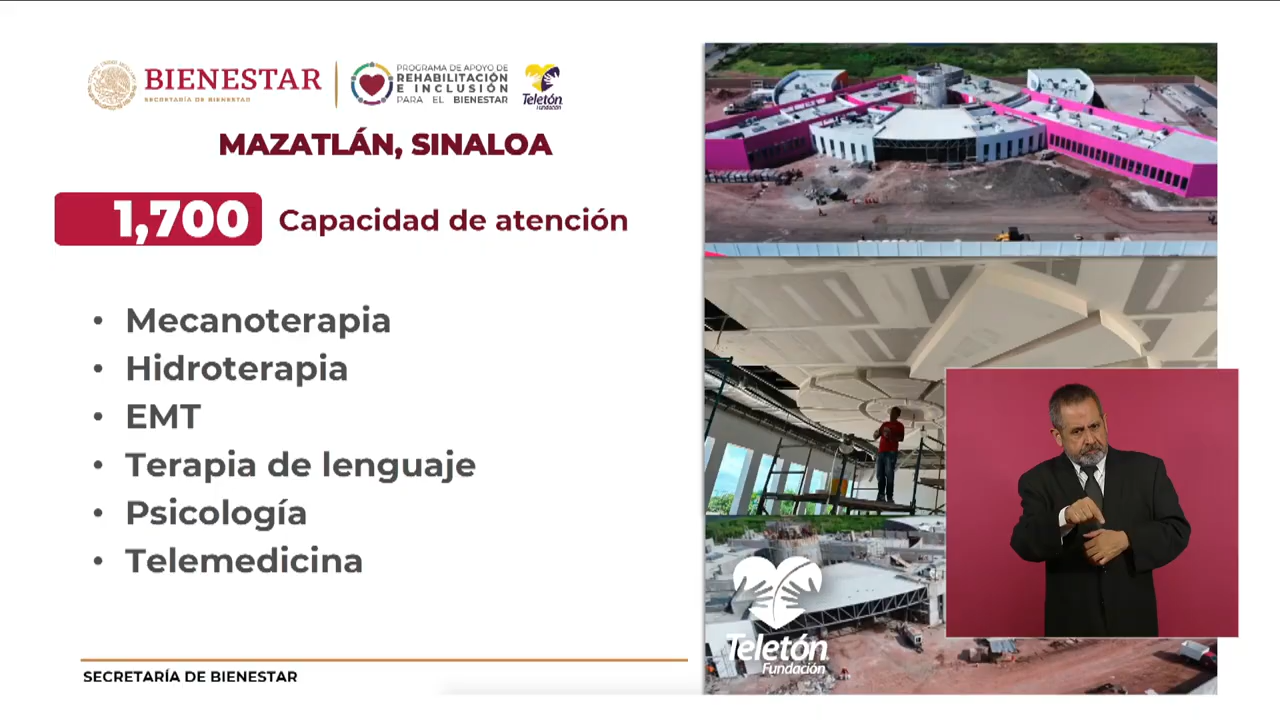 BIENESTAR
SECRETARÍA DE BIENESTAR
PROGRAMA DE APOYO DE
REHABILITACIÓN
E INCLUSIÓN
PARA EL BIENESTAR
Teletón
Fundación
MAZATLÁN, SINALOA
1,700 Capacidad de atención
• Mecanoterapia
• Hidroterapia
• EMT
• Terapia de lenguaje
• Psicología
• Telemedicina
Teletón
Fundación
SECRETARÍA DE BIENESTAR